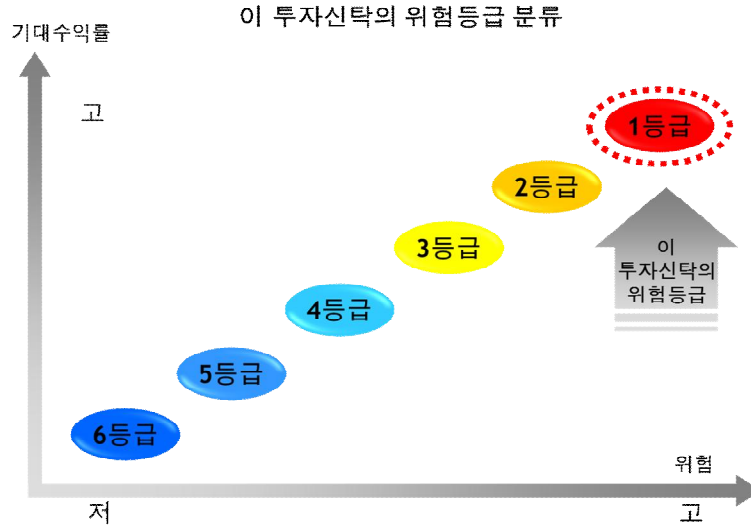 이 투자신탁의 위험등급 분류
기대수익률
고
1등급
2등급
3등급
이
투자신탁의
위험등급
4등급
5등급
6등급
위험
저
고